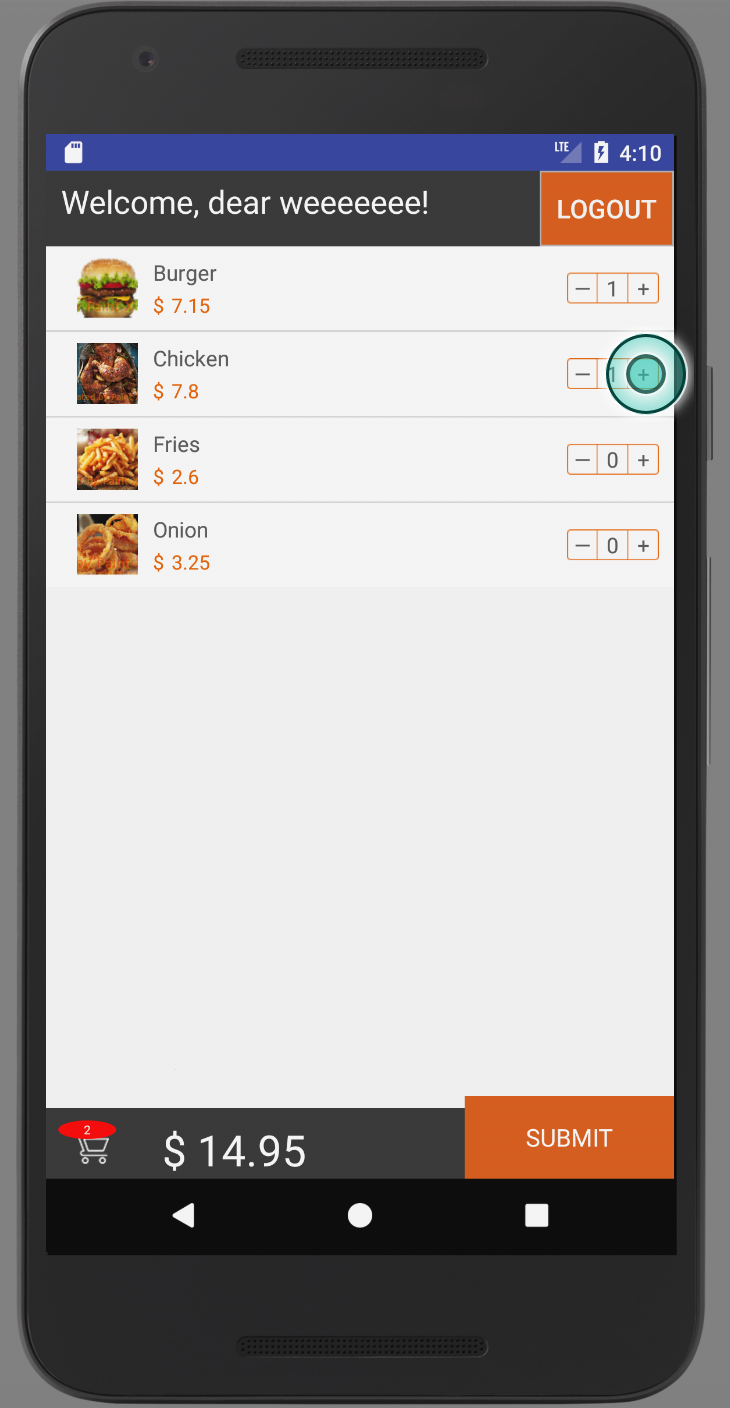 LTE 4:10
Welcome, dear weeeeeee!
LOGOUT
Burger
$ 7.15
— 1 +
Chicken
$ 7.8
— 1 +
Fries
$ 2.6
— 0 +
Onion
$ 3.25
— 0 +
2
$ 14.95
SUBMIT